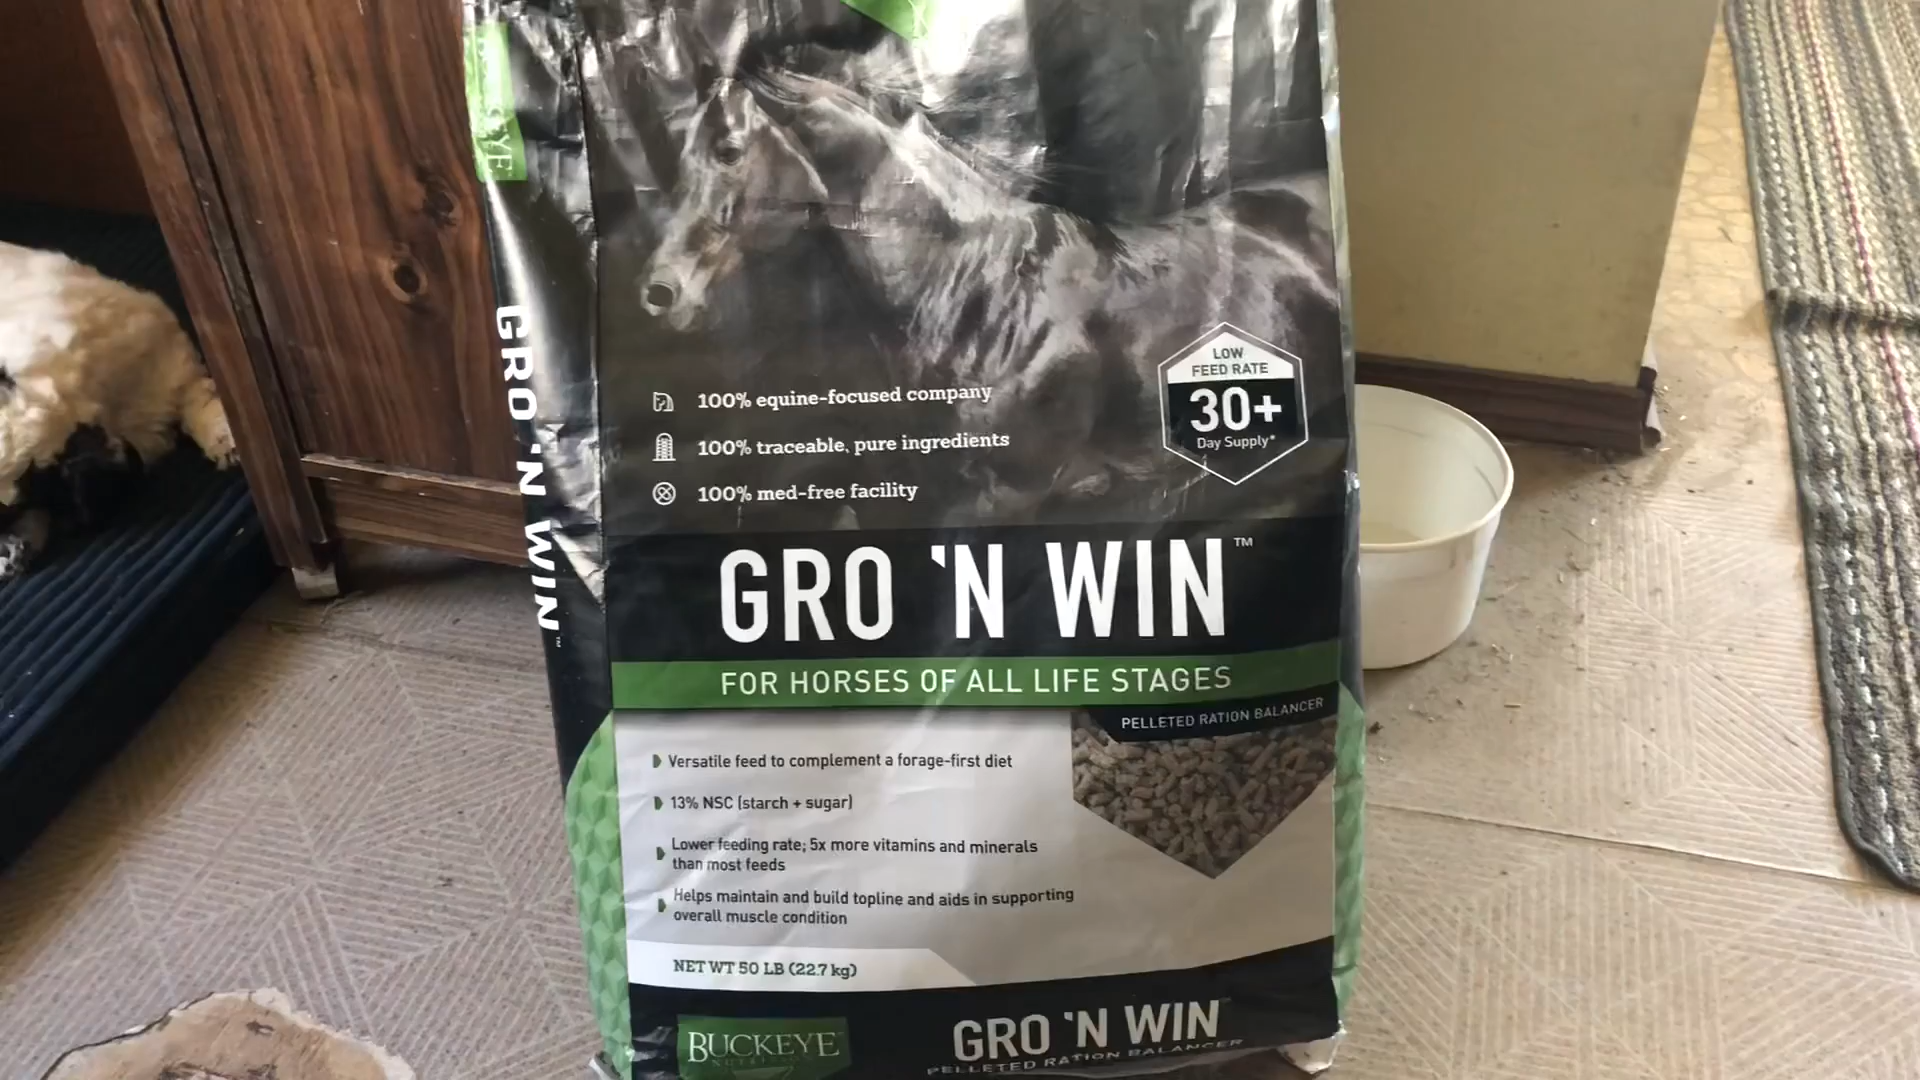 BUCKEYE
GRO 'N WIN™
100% equine-focused company
100% traceable, pure ingredients
100% med-free facility
LOW
FEED RATE
30+
Day Supply*
GRO 'N WIN™
FOR HORSES OF ALL LIFE STAGES
PELLETED RATION BALANCER
Versatile feed to complement a forage-first diet
13% NSC (starch + sugar)
Lower feeding rate; 5x more vitamins and minerals
than most feeds
Helps maintain and build topline and aids in supporting
overall muscle condition
NET WT 50 LB (22.7 kg)
BUCKEYE™
NUTRITION
GRO 'N WIN™
PELLETED RATION BALANCER